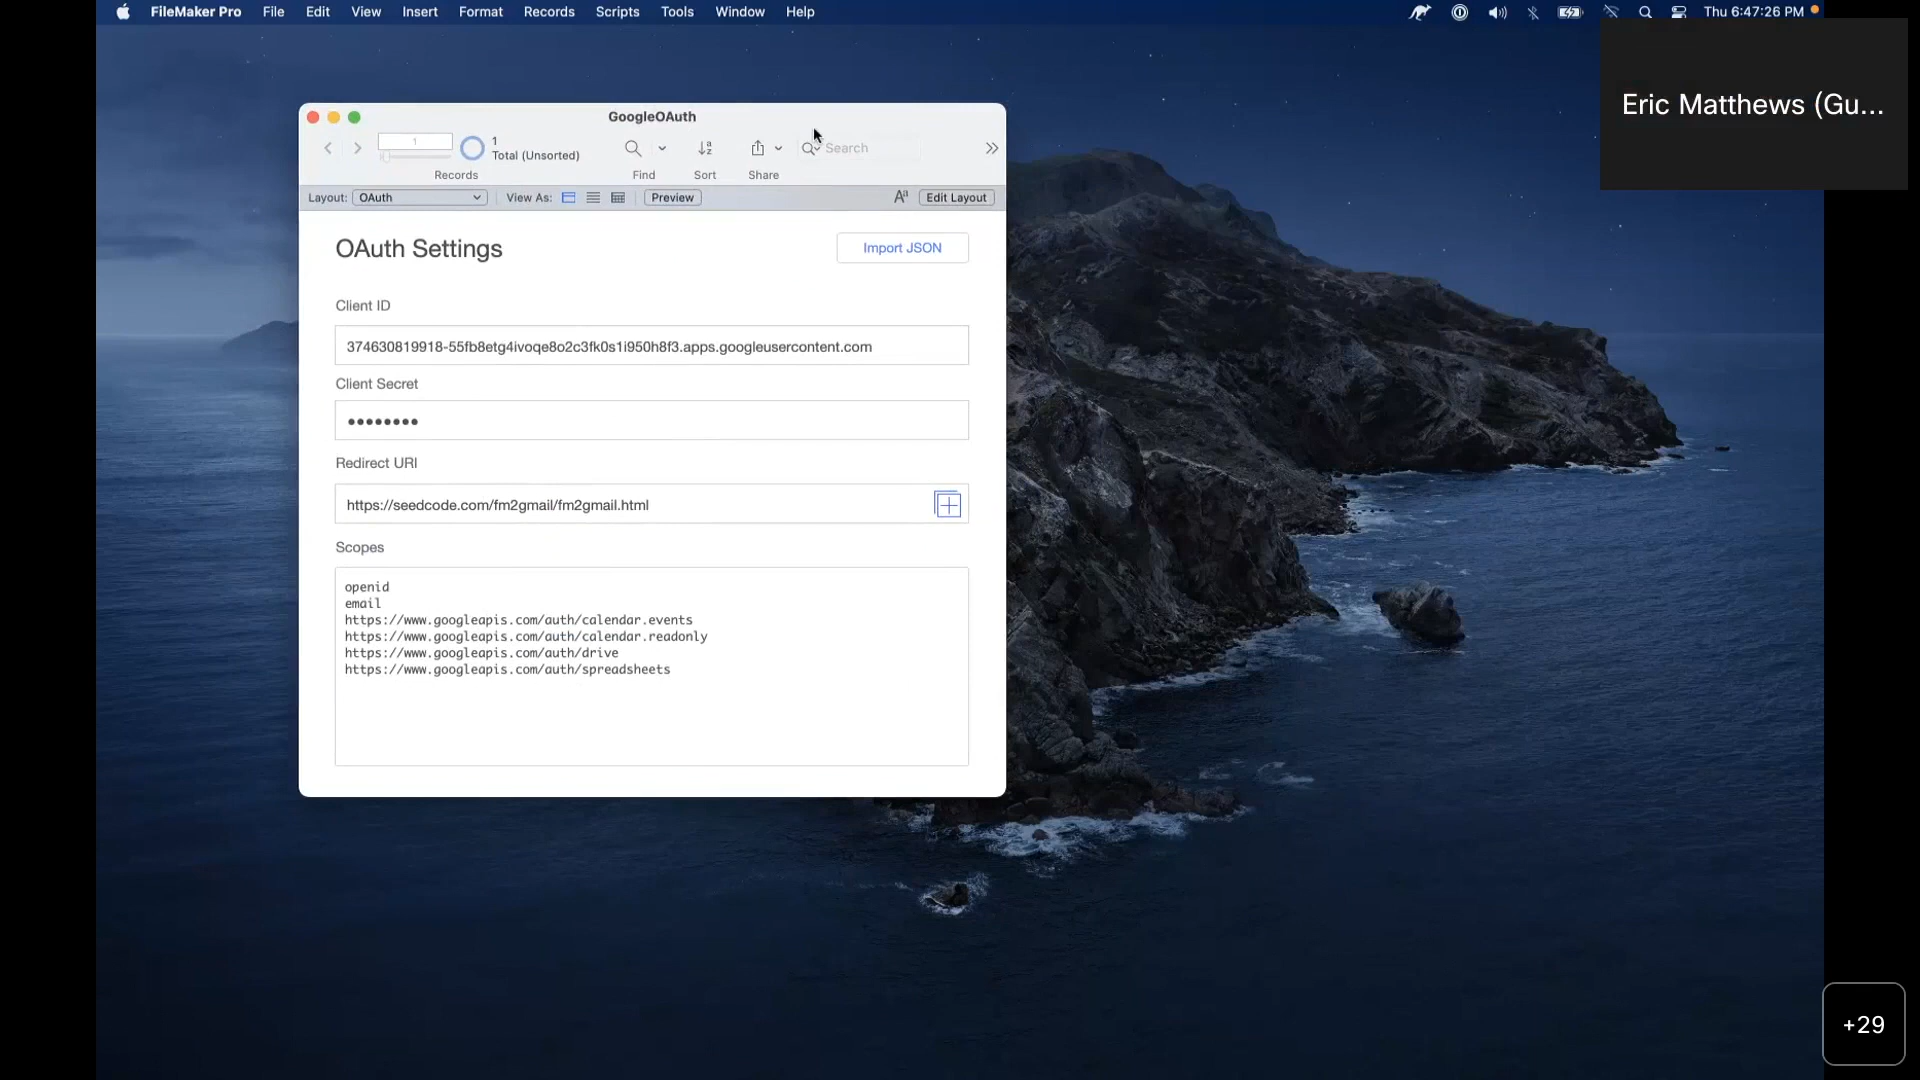 FileMaker Pro File Edit View Insert Format Records Scripts Tools Window Help Thu 6:47:26 PM
Eric Matthews (Gu...
GoogleOAuth
1
1
Total (Unsorted)
Search
Records Find Sort Share
Layout: OAuth View As: Preview Aa Edit Layout
OAuth Settings Import JSON
Client ID
374630819918-55fb8etg4ivoqe8o2c3fk0s1i950h8f3.apps.googleusercontent.com
Client Secret
••••••••
Redirect URI
https://seedcode.com/fm2gmail/fm2gmail.html
Scopes
openid
email
https://www.googleapis.com/auth/calendar.events
https://www.googleapis.com/auth/calendar.readonly
https://www.googleapis.com/auth/drive
https://www.googleapis.com/auth/spreadsheets
+29